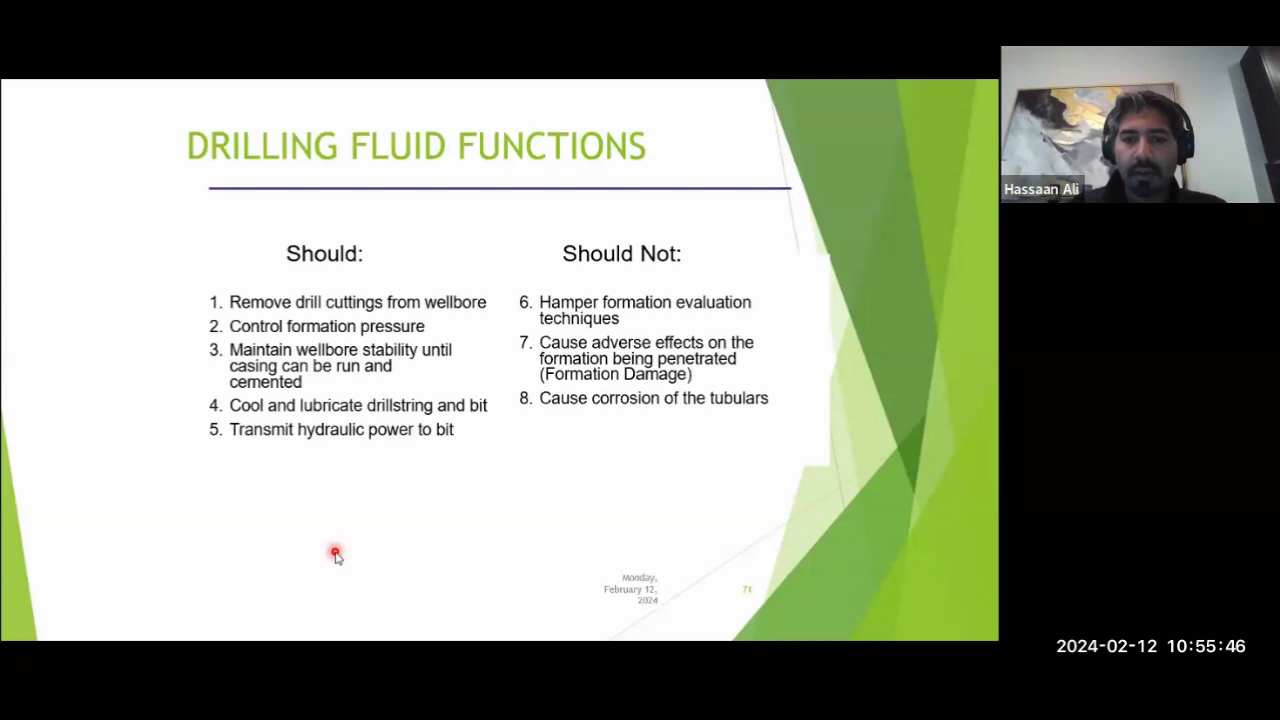 DRILLING FLUID FUNCTIONS
Should:
1. Remove drill cuttings from wellbore
2. Control formation pressure
3. Maintain wellbore stability until
casing can be run and
cemented
4. Cool and lubricate drillstring and bit
5. Transmit hydraulic power to bit
Should Not:
6. Hamper formation evaluation
techniques
7. Cause adverse effects on the
formation being penetrated
(Formation Damage)
8. Cause corrosion of the tubulars
Monday,
February 12,
2024
71
Hassaan Ali
2024-02-12 10:55:46